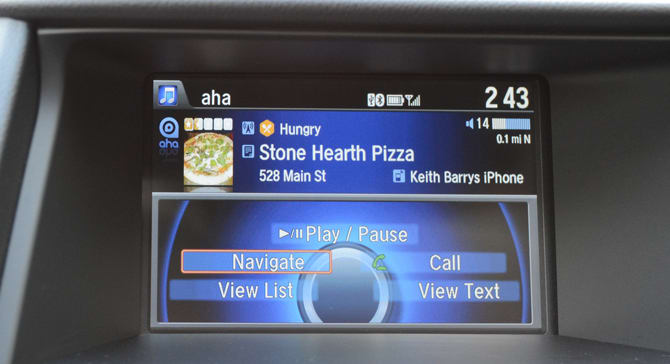 aha
2 43
aha
Hungry
14
0.1 mi N
Stone Hearth Pizza
528 Main St
Keith Barrys iPhone
Play / Pause
Navigate
Call
View List
View Text